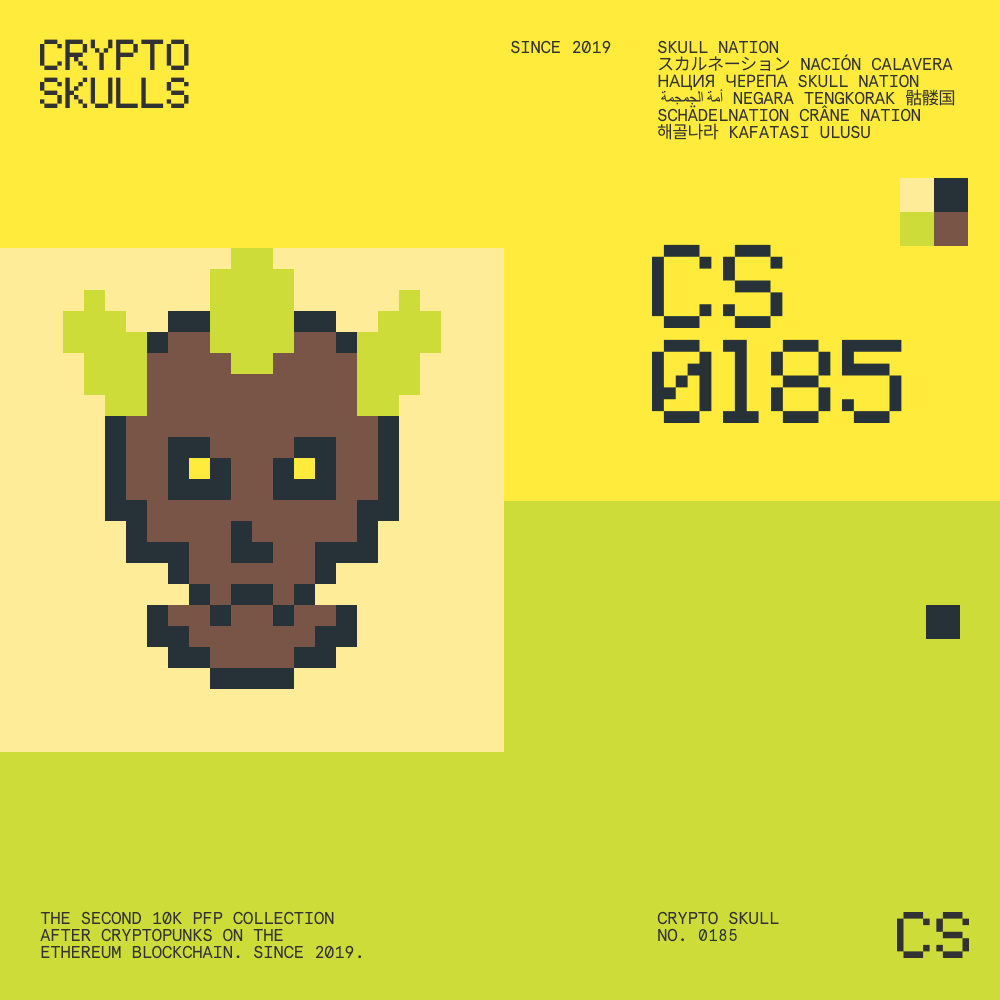 CRYPTO
SKULLS
SINCE 2019
SKULL NATION
スカルネーション NACIÓN CALAVERA
НАЦИЯ ЧЕРЕПА SKULL NATION
أمة الجمجمة NEGARA TENGKORAK 骷髅国
SCHÄDELNATION CRÂNE NATION
해골나라 KAFATASI ULUSU
CS
0185
THE SECOND 10K PFP COLLECTION
AFTER CRYPTOPUNKS ON THE
ETHEREUM BLOCKCHAIN. SINCE 2019.
CRYPTO SKULL
NO. 0185
CS